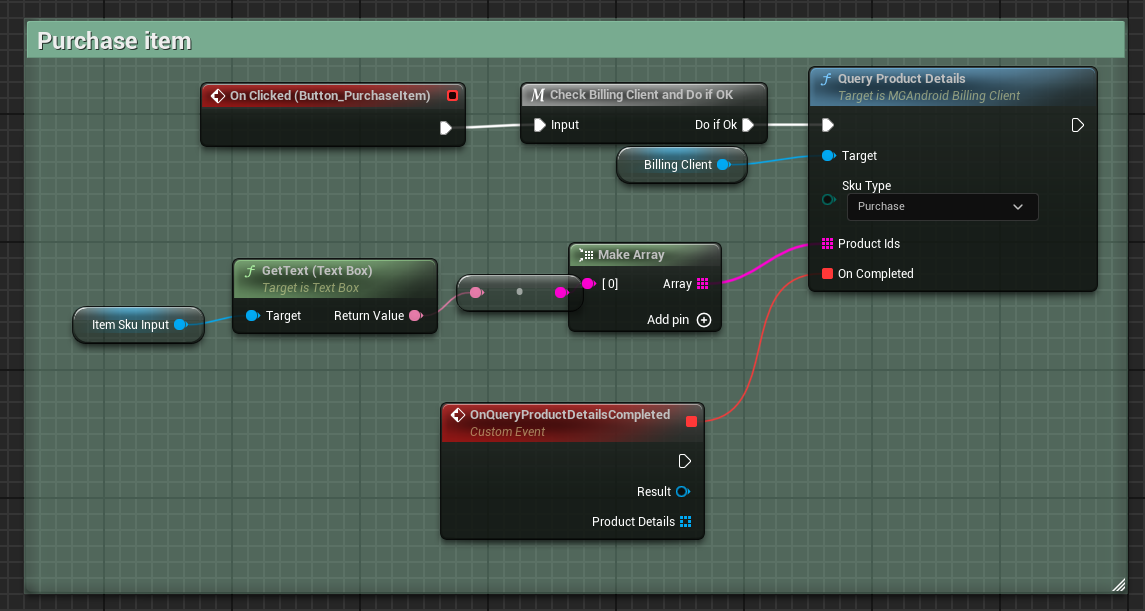 Purchase item
On Clicked (Button_PurchaseItem)
Check Billing Client and Do if OK
Input
Do if Ok
Billing Client
Query Product Details
Target is MGAndroid Billing Client
Target
Sku Type
Purchase
Product Ids
On Completed
Item Sku Input
GetText (Text Box)
Target is Text Box
Target
Return Value
Make Array
[ 0]
Array
Add pin
OnQueryProductDetailsCompleted
Custom Event
Result
Product Details